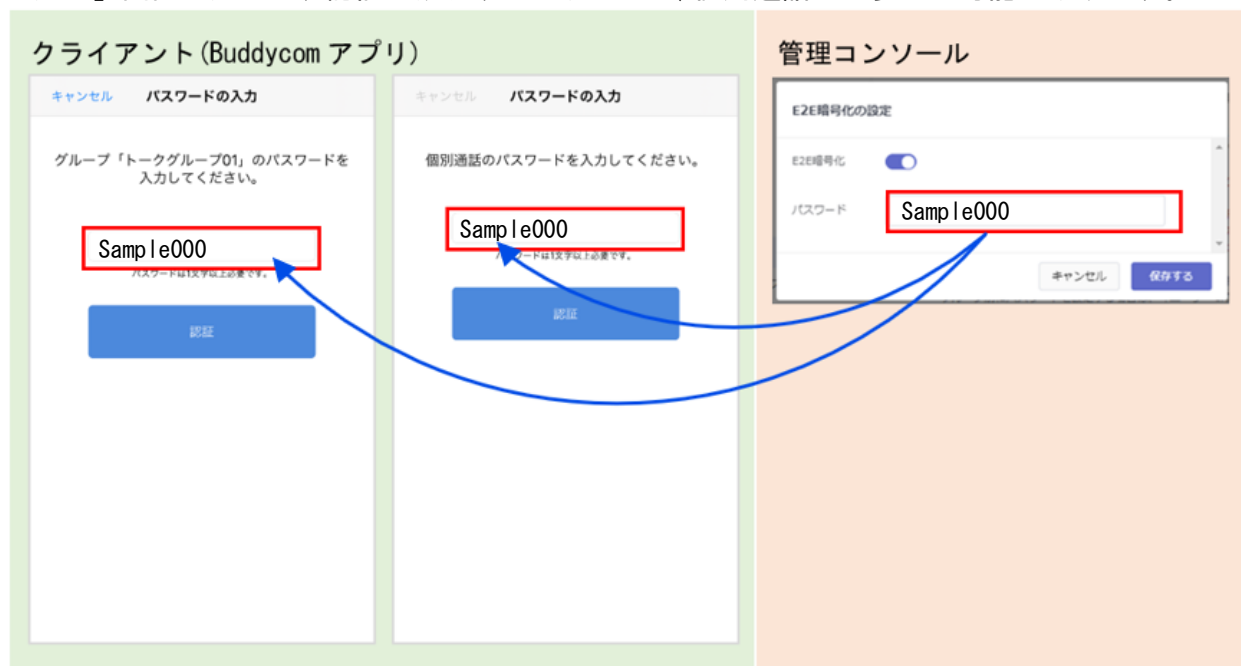 クライアント(Buddycom アプリ)
キャンセル パスワードの入力
グループ「トークグループ01」のパスワードを
入力してください。
Sample000
パスワードは1文字以上必要です。
認証
キャンセル パスワードの入力
個別通話のパスワードを入力してください。
Sample000
パスワードは1文字以上必要です。
認証
管理コンソール
E2E暗号化の設定
E2E暗号化
パスワード Sample000
キャンセル 保存する